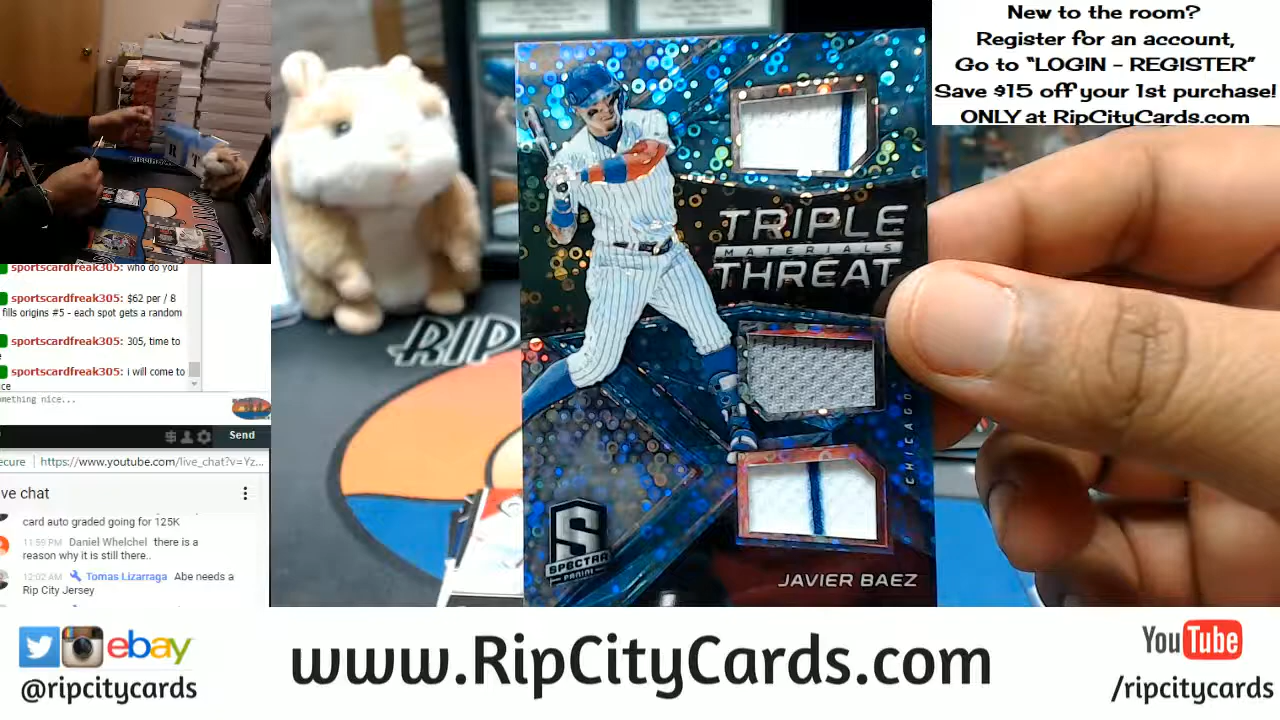 New to the room?
Register for an account,
Go to “LOGIN - REGISTER”
Save $15 off your 1st purchase!
ONLY at RipCityCards.com
sportscardfreak305: who do you
sportscardfreak305: $62 per / 8
fills origins #5 - each spot gets a random
sportscardfreak305: 305, time to
sportscardfreak305: i will come to
ce
omething nice...
Send
ecure
https://www.youtube.com/live_chat?v=Yz...
ve chat
card auto graded going for 125K
11:59 PM Daniel Whelchel there is a
reason why it is still there..
12:02 AM Tomas Lizarraga Abe needs a
Rip City Jersey
RIP
TRIPLE
MATERIALS
THREAT
CHICAGO
S
SPECTRA
PANINI
JAVIER BAEZ
ebay
@ripcitycards
www.RipCityCards.com
YouTube
/ripcitycards